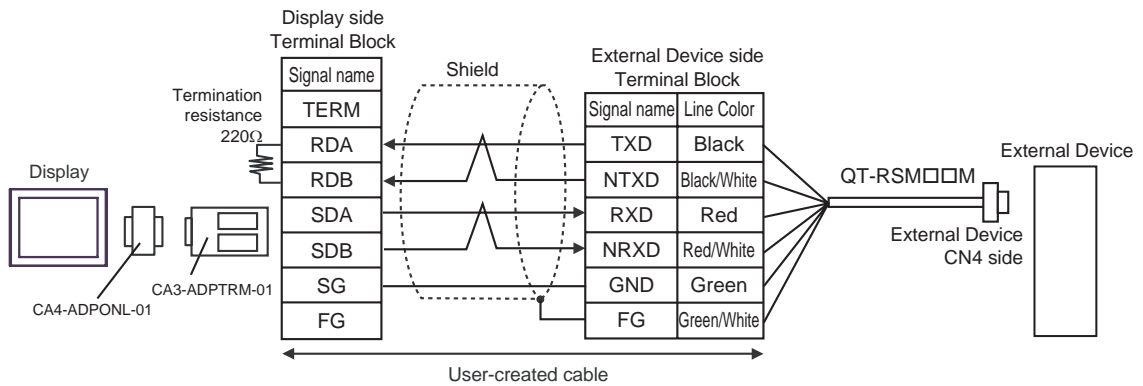 Display side
Terminal Block
Signal name
TERM
RDA
RDB
SDA
SDB
SG
FG
Termination
resistance
220Ω
Shield
External Device side
Terminal Block
Signal name Line Color
TXD Black
NTXD Black/White
RXD Red
NRXD Red/White
GND Green
FG Green/White
QT-RSM□□M
External Device
CN4 side
External Device
Display
CA4-ADPONL-01
CA3-ADPTRM-01
User-created cable